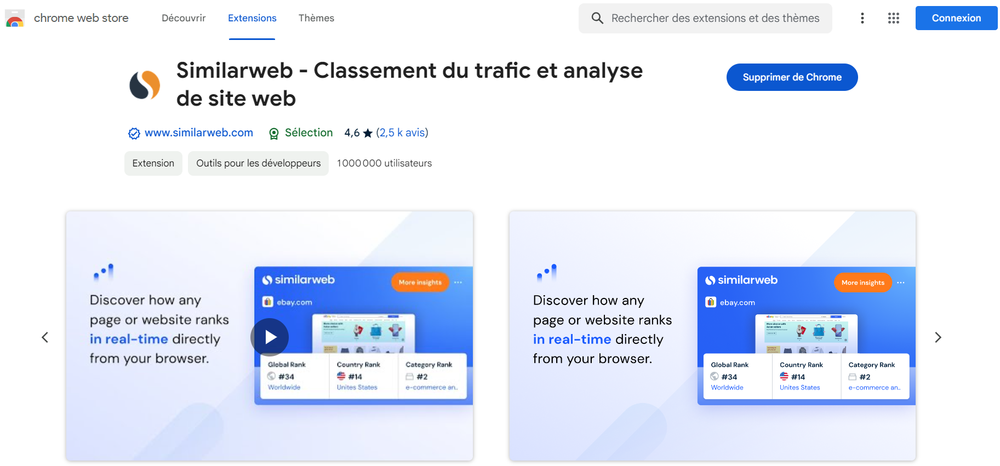 chrome web store
Découvrir
Extensions
Thèmes
Rechercher des extensions et des thèmes
Connexion
Similarweb - Classement du trafic et analyse
de site web
Supprimer de Chrome
www.similarweb.com
Sélection
4,6 ★ (2,5 k avis)
Extension
Outils pour les développeurs
1 000 000 utilisateurs
Discover how any
page or website ranks
in real-time directly
from your browser.
similarweb
More insights
ebay.com
Global Rank
Country Rank
Category Rank
#34
#14
#2
Worldwide
Unites States
e-commerce an..
Discover how any
page or website ranks
in real-time directly
from your browser.
similarweb
More insights
ebay.com
Global Rank
Country Rank
Category Rank
#34
#14
#2
Worldwide
Unites States
e-commerce an..